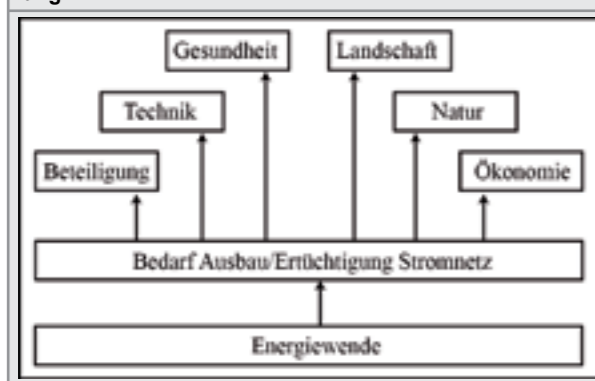 Gesundheit
Landschaft
Technik
Natur
Beteiligung
Ökonomie
Bedarf Ausbau/Ertüchtigung Stromnetz
Energiewende